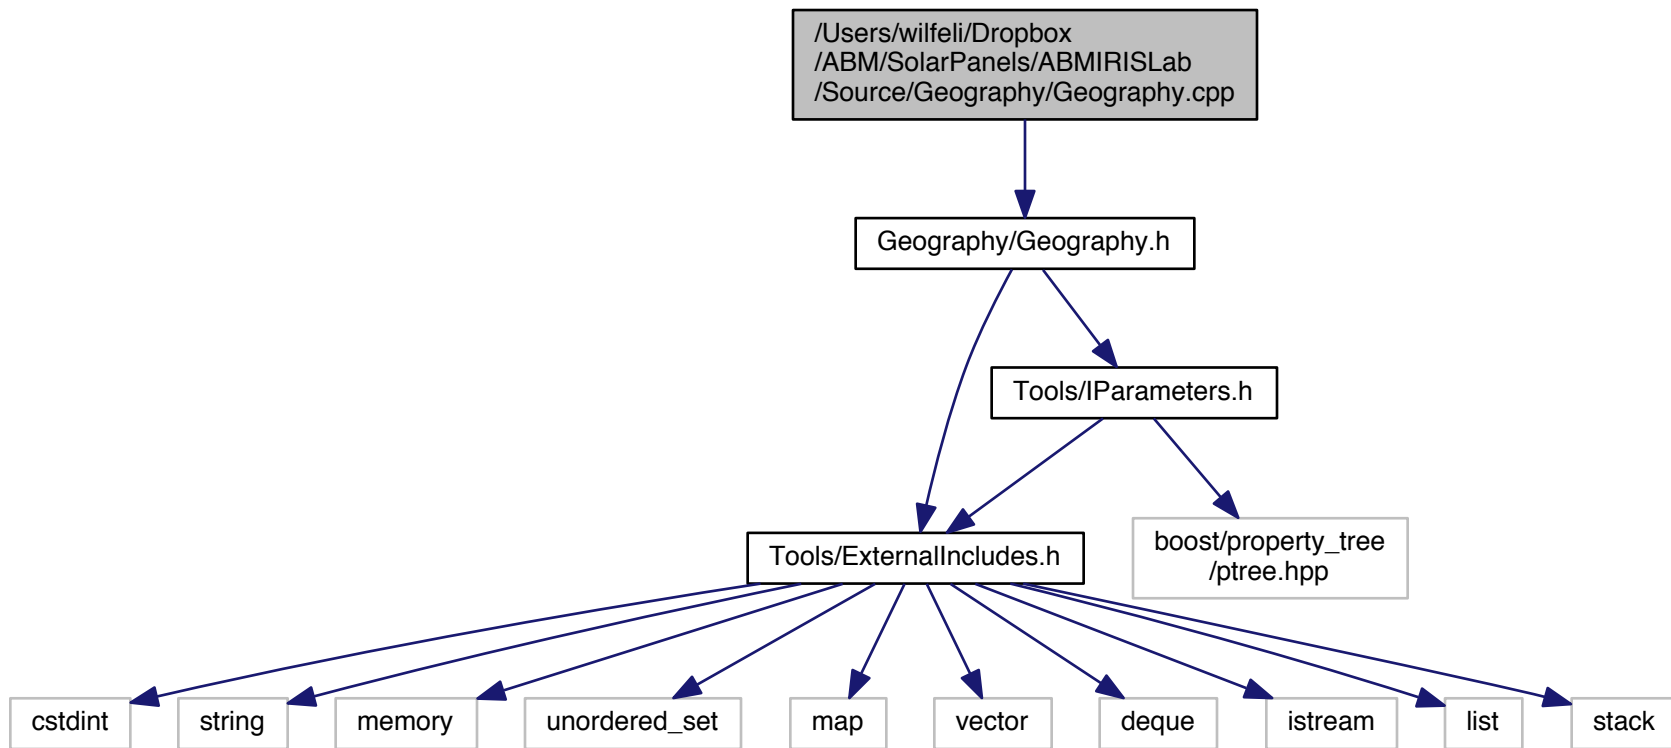 /Users/wilfeli/Dropbox
/ABM/SolarPanels/ABMIRISLab
/Source/Geography/Geography.cpp
Geography/Geography.h
Tools/IParameters.h
Tools/ExternalIncludes.h
boost/property_tree
/ptree.hpp
cstdint
string
memory
unordered_set
map
vector
deque
istream
list
stack